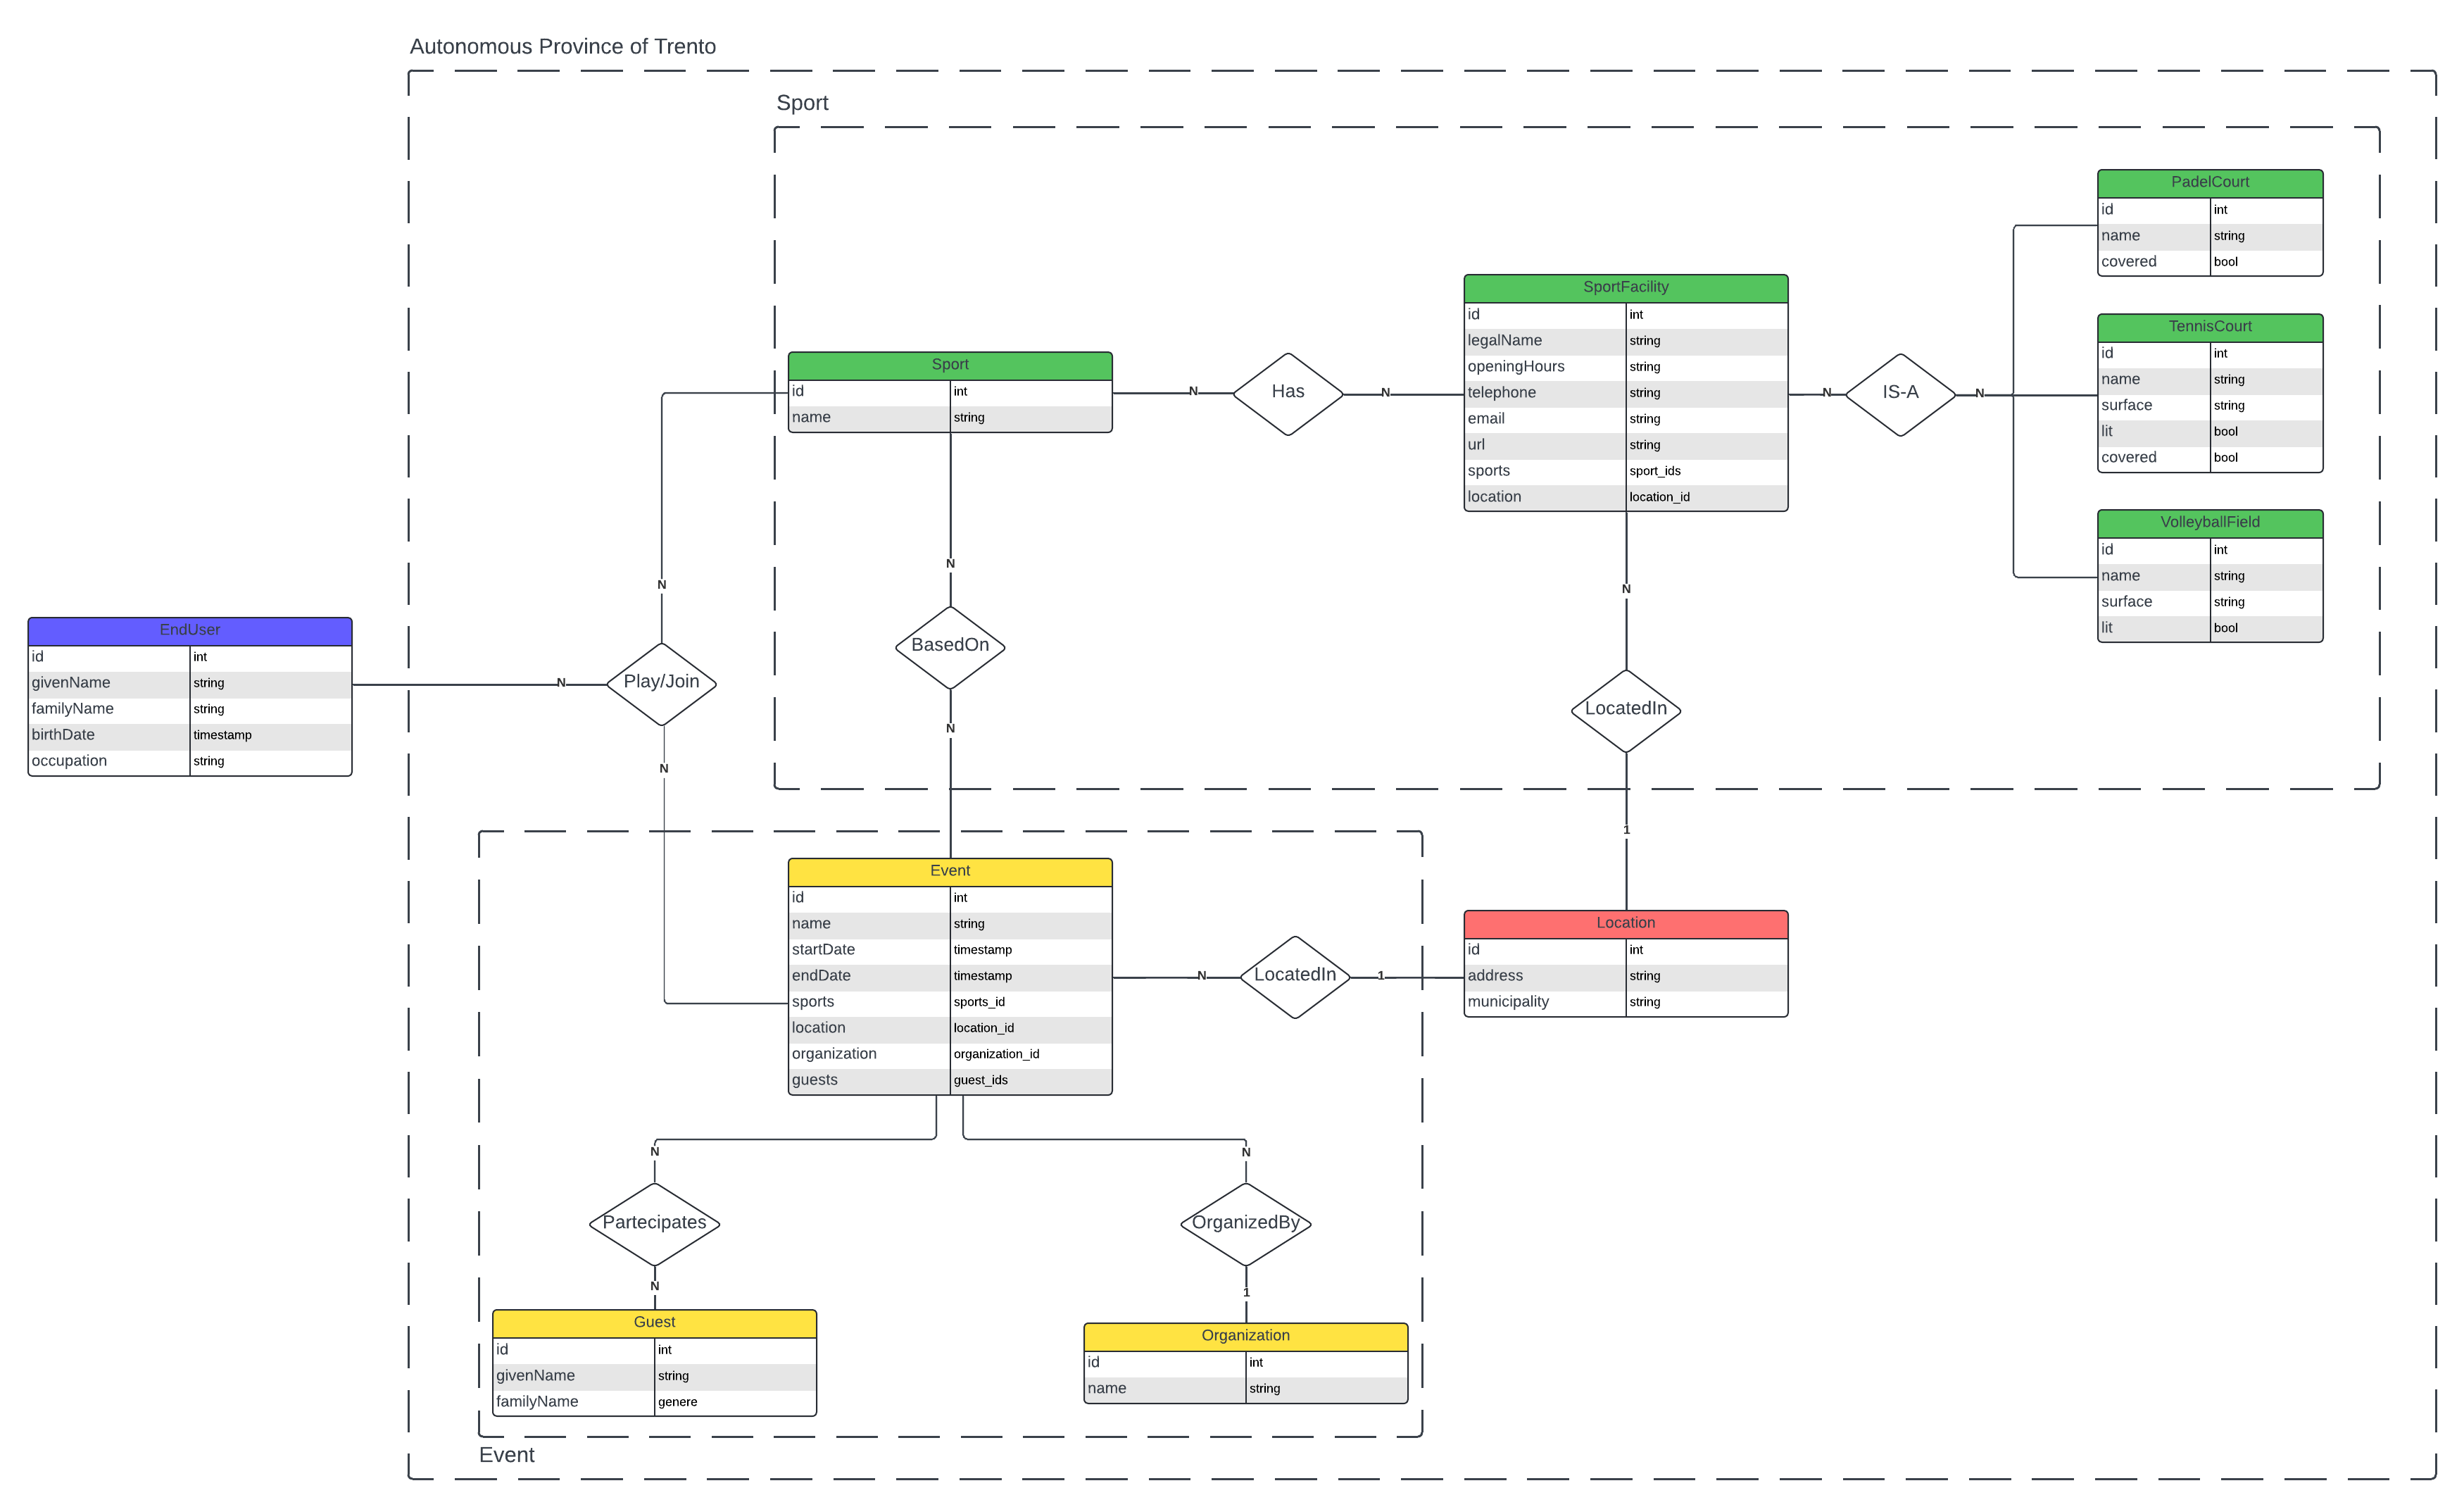 Autonomous Province of Trento
Sport
PadelCourt
id int
name string
covered bool
SportFacility
id int
legalName string
openingHours string
telephone string
email string
url string
sports sport_ids
location location_id
TennisCourt
id int
name string
surface string
lit bool
covered bool
Sport
id int
name string
N
Has
N
N
IS-A
N
VolleyballField
id int
name string
surface string
lit bool
N
N
N
EndUser
id int
givenName string
familyName string
birthDate timestamp
occupation string
N
Play/Join
BasedOn
LocatedIn
N
N
1
Event
id int
name string
startDate timestamp
endDate timestamp
sports sports_id
location location_id
organization organization_id
guests guest_ids
N
LocatedIn
1
Location
id int
address string
municipality string
N
N
Partecipates
OrganizedBy
N
1
Guest
id int
givenName string
familyName genere
Organization
id int
name string
Event